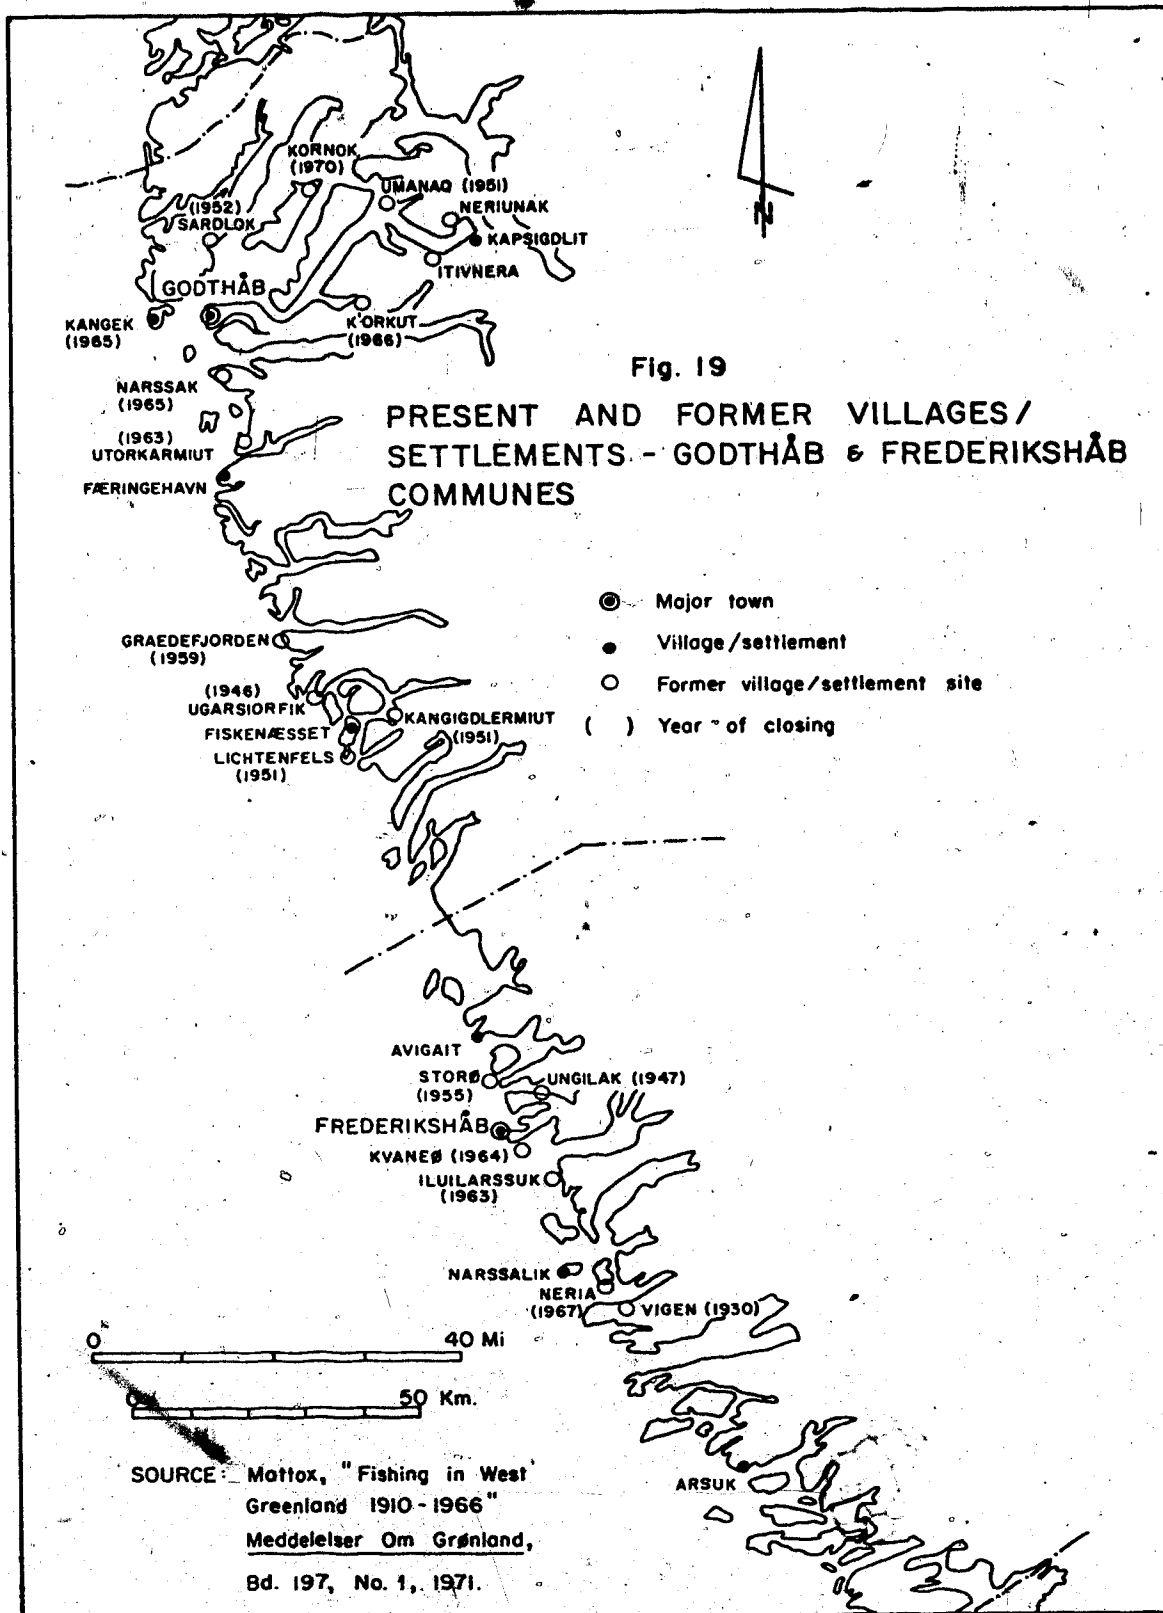 KORNOK
(1970)
UMANAQ (1951)
(1952)
SARDLOK
NERIUNAK
KAPSIGDLIT
ITIVNERA
GODTHÅB
KANGEK
(1965)
K'ORKUT
(1966)
N
Fig. 19
NARSSAK
(1965)
PRESENT AND FORMER VILLAGES/
SETTLEMENTS - GODTHÅB & FREDERIKSHÅB
COMMUNES
(1963)
UTORKARMIUT
FÆRINGEHAVN
Major town
Village/settlement
Former village/settlement site
( ) Year of closing
GRAEDEFJORDEN
(1959)
(1946)
UGARSIORFIK
KANGIGDLERMIUT
(1951)
FISKENÆSSET
LICHTENFELS
(1951)
AVIGAIT
STORØ
(1955)
UNGILAK (1947)
FREDERIKSHÅB
KVANEØ (1964)
ILUILARSSUK
(1963)
NARSSALIK
NERIA
(1967)
VIGEN (1930)
0 40 Mi
0 50 Km.
ARSUK
SOURCE: Mattox, "Fishing in West
Greenland 1910-1966"
Meddelelser Om Grønland,
Bd. 197, No. 1, 1971.